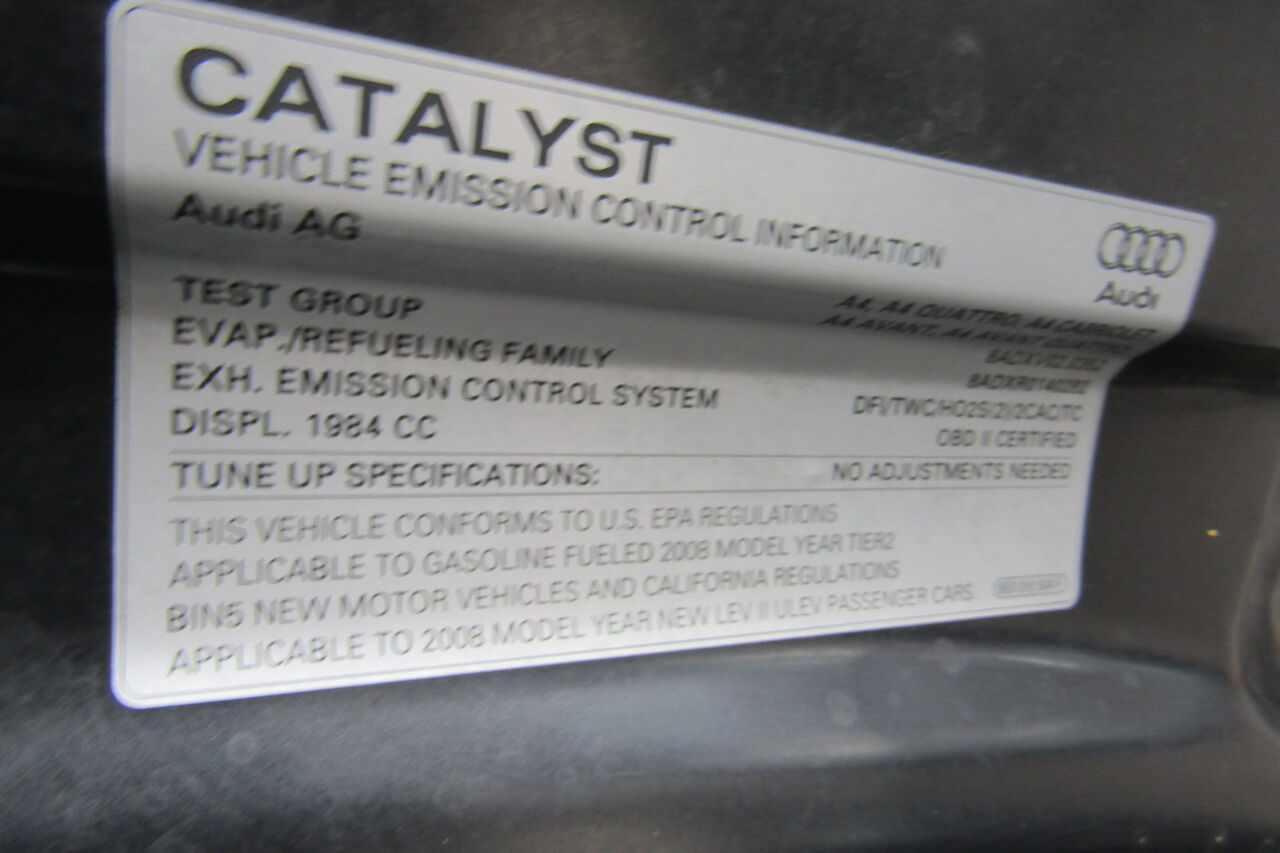 CATALYST
VEHICLE EMISSION CONTROL INFORMATION
Audi AG
Audi
A4, A4 QUATTRO, A4 CABRIOLET
A4 AVANT, A4 AVANT QUATTRO
TEST GROUP 8ADXV02.0362
EVAP./REFUELING FAMILY 8ADXR0140282
EXH. EMISSION CONTROL SYSTEM DFI/TWC/HO2S(2)/2CAC/TC
DISPL. 1984 CC OBD II CERTIFIED
TUNE UP SPECIFICATIONS: NO ADJUSTMENTS NEEDED
THIS VEHICLE CONFORMS TO U.S. EPA REGULATIONS
APPLICABLE TO GASOLINE FUELED 2008 MODEL YEAR TIER2
BIN5 NEW MOTOR VEHICLES AND CALIFORNIA REGULATIONS
APPLICABLE TO 2008 MODEL YEAR NEW LEV II ULEV PASSENGER CARS.